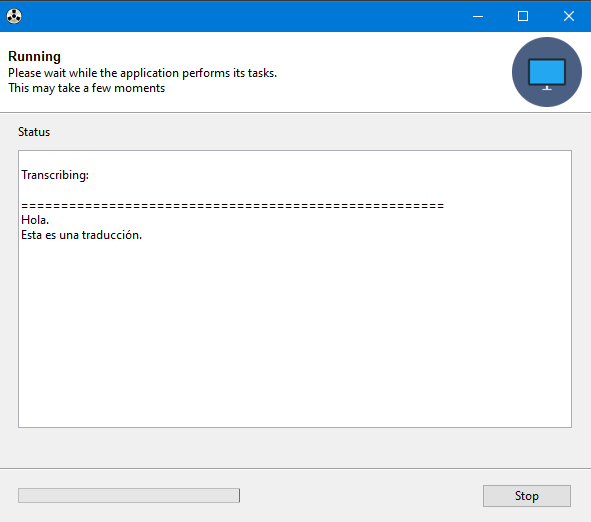 Running
Please wait while the application performs its tasks.
This may take a few moments
Status
Transcribing:
=====================================================
Hola.
Esta es una traducción.
Stop